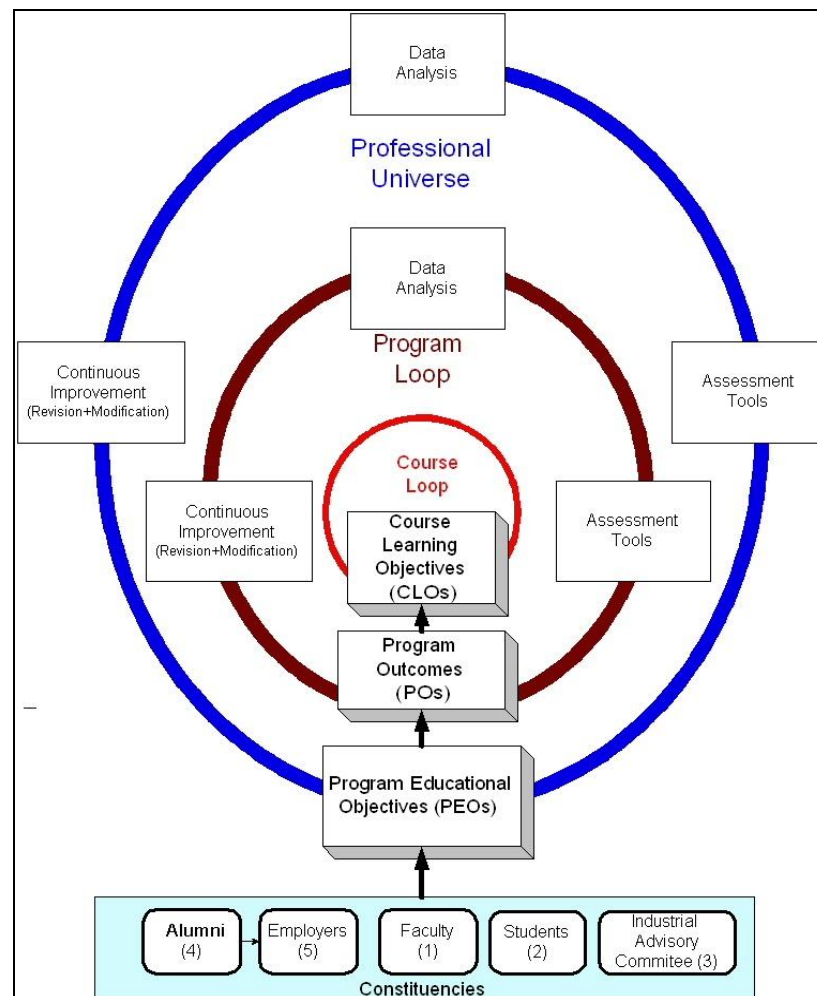 Data
Analysis
Professional
Universe
Data
Analysis
Program
Loop
Continuous
Improvement
(Revision+Modification)
Assessment
Tools
Course
Loop
Continuous
Improvement
(Revision+Modification)
Course
Learning
Objectives
(CLOs)
Assessment
Tools
Program
Outcomes
(POs)
Program Educational
Objectives (PEOs)
Alumni
(4)
Employers
(5)
Faculty
(1)
Students
(2)
Industrial
Advisory
Commitee (3)
Constituencies